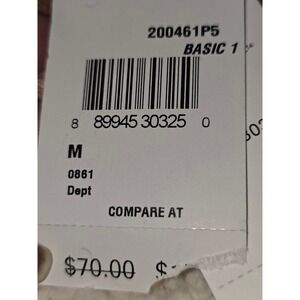 200461P5
BASIC 1
8 89945 30325 0
M
0861
Dept
COMPARE AT
$70.00 $